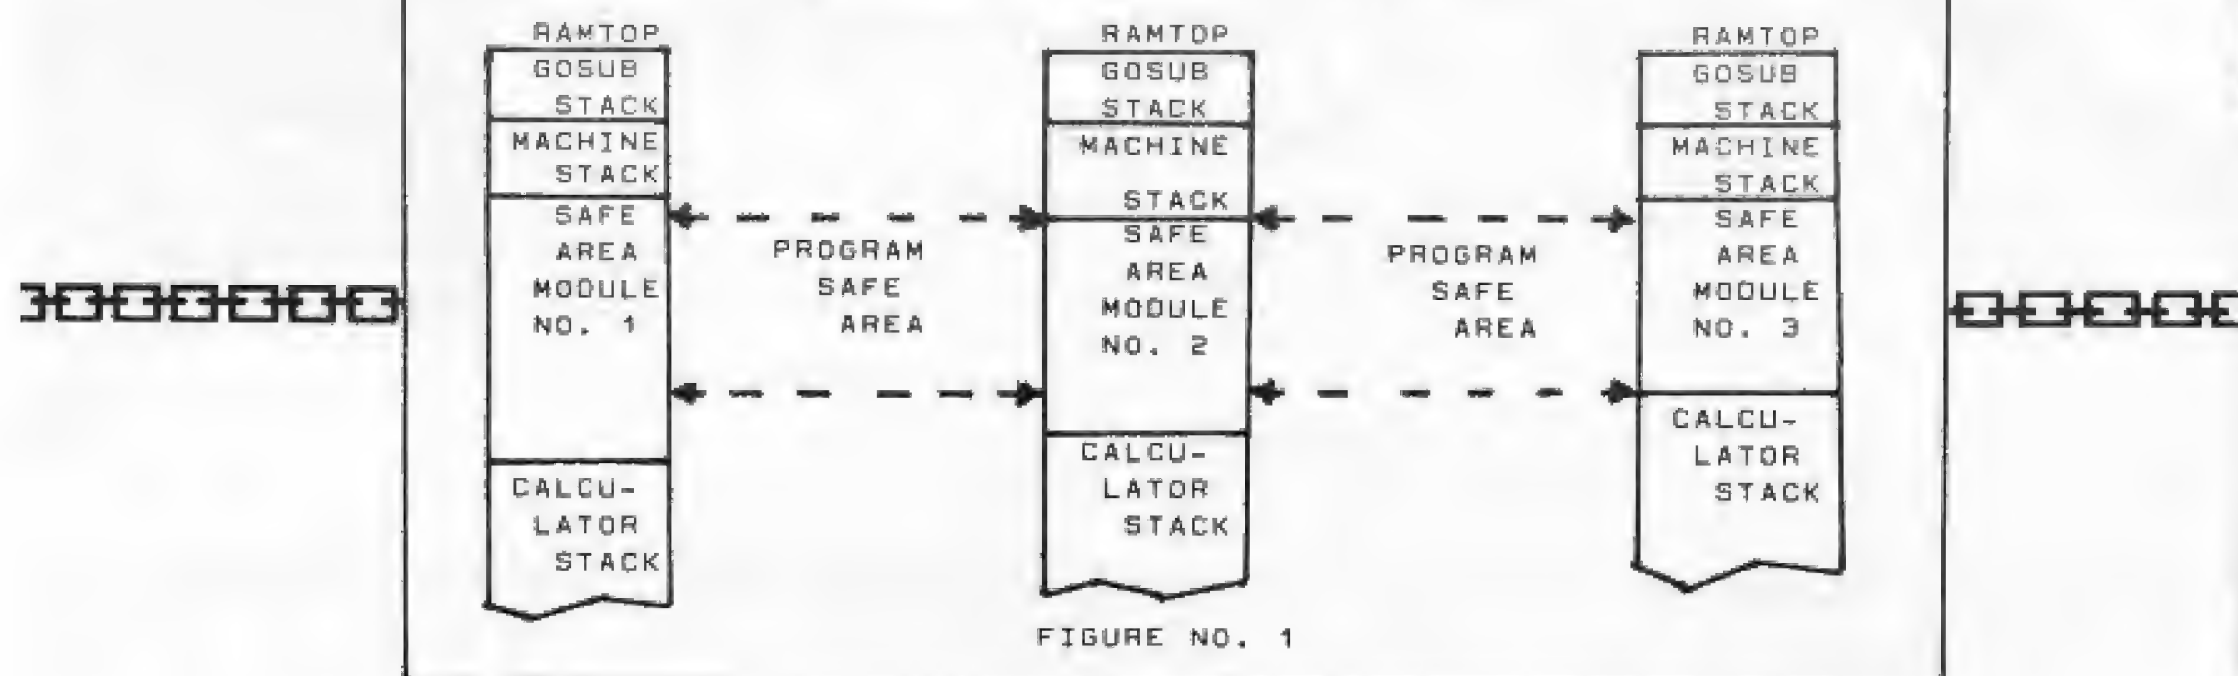 RAMTOP
GOSUB
STACK
MACHINE
STACK
SAFE
AREA
MODULE
NO. 1
CALCU-
LATOR
STACK
PROGRAM
SAFE
AREA
RAMTOP
GOSUB
STACK
MACHINE
STACK
SAFE
AREA
MODULE
NO. 2
CALCU-
LATOR
STACK
PROGRAM
SAFE
AREA
RAMTOP
GOSUB
STACK
MACHINE
STACK
SAFE
AREA
MODULE
NO. 3
CALCU-
LATOR
STACK
FIGURE NO. 1